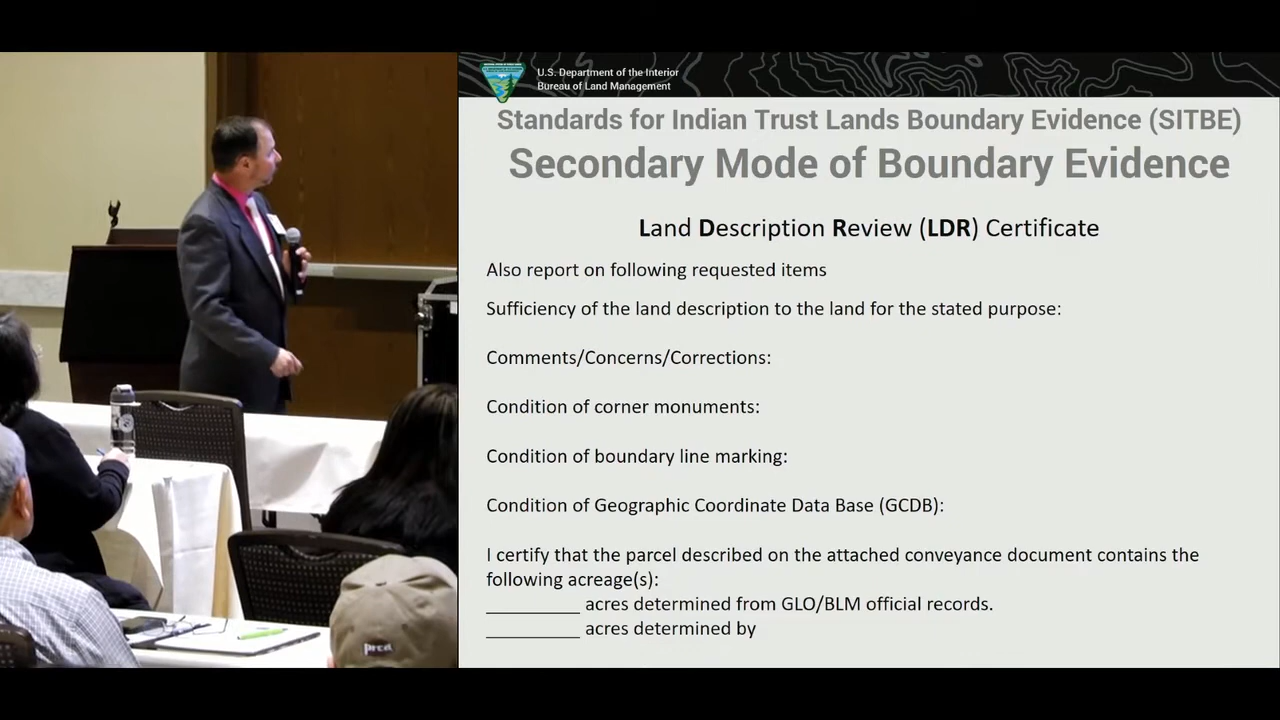 U.S. Department of the Interior
Bureau of Land Management
Standards for Indian Trust Lands Boundary Evidence (SITBE)
Secondary Mode of Boundary Evidence
Land Description Review (LDR) Certificate
Also report on following requested items
Sufficiency of the land description to the land for the stated purpose:
Comments/Concerns/Corrections:
Condition of corner monuments:
Condition of boundary line marking:
Condition of Geographic Coordinate Data Base (GCDB):
I certify that the parcel described on the attached conveyance document contains the
following acreage(s):
__________ acres determined from GLO/BLM official records.
__________ acres determined by